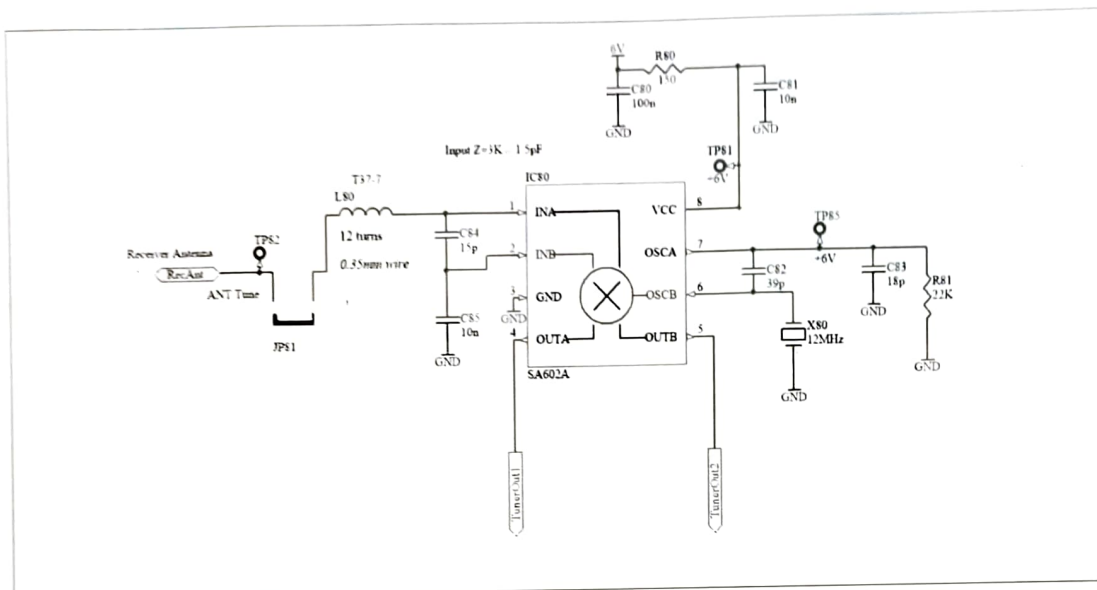 6V
R80
150
C80
100n
GND
C81
10n
GND
Input Z=3K - 1.5pF
TP81
+6V
T37-7
L80
12 turns
0.35mm wire
IC80
1
INA
VCC
8
C84
15p
2
INB
OSCA
7
TP85
+6V
Receiver Antenna
TP82
RecAnt
ANT Tune
C82
39p
C83
18p
R81
22K
3
GND
GND
OSCB
6
C85
10n
GND
4
OUTA
OUTB
5
X80
12MHz
JP81
SA602A
GND
GND
GND
TunerOut1
TunerOut2